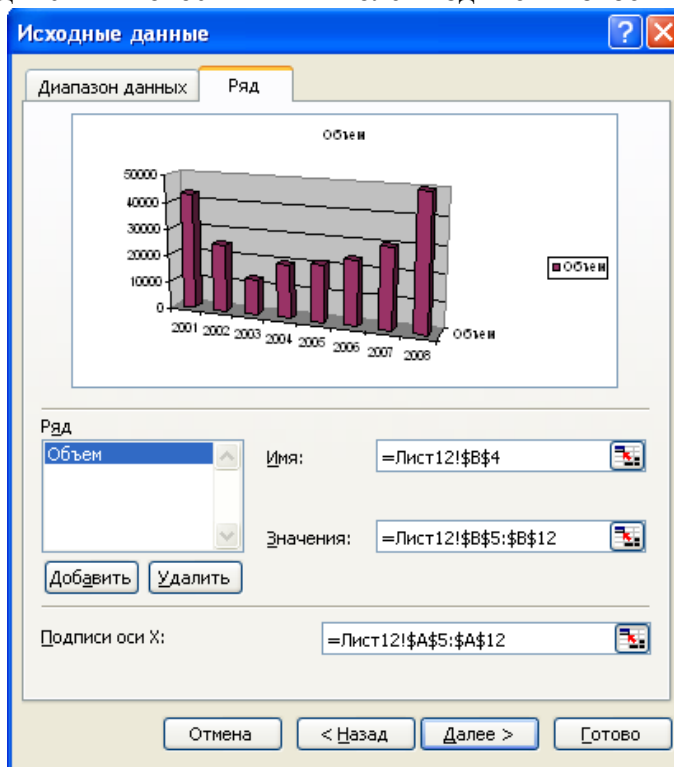 Исходные данные
Диапазон данных Ряд
Объем
50000
40000
30000
20000
10000
0
2001 2002 2003 2004 2005 2006 2007 2008
Объем
Объем
Ряд
Объем
Имя: =Лист12!$B$4
Значения: =Лист12!$B$5:$B$12
Добавить Удалить
Подписи оси X: =Лист12!$A$5:$A$12
Отмена < Назад Далее > Готово